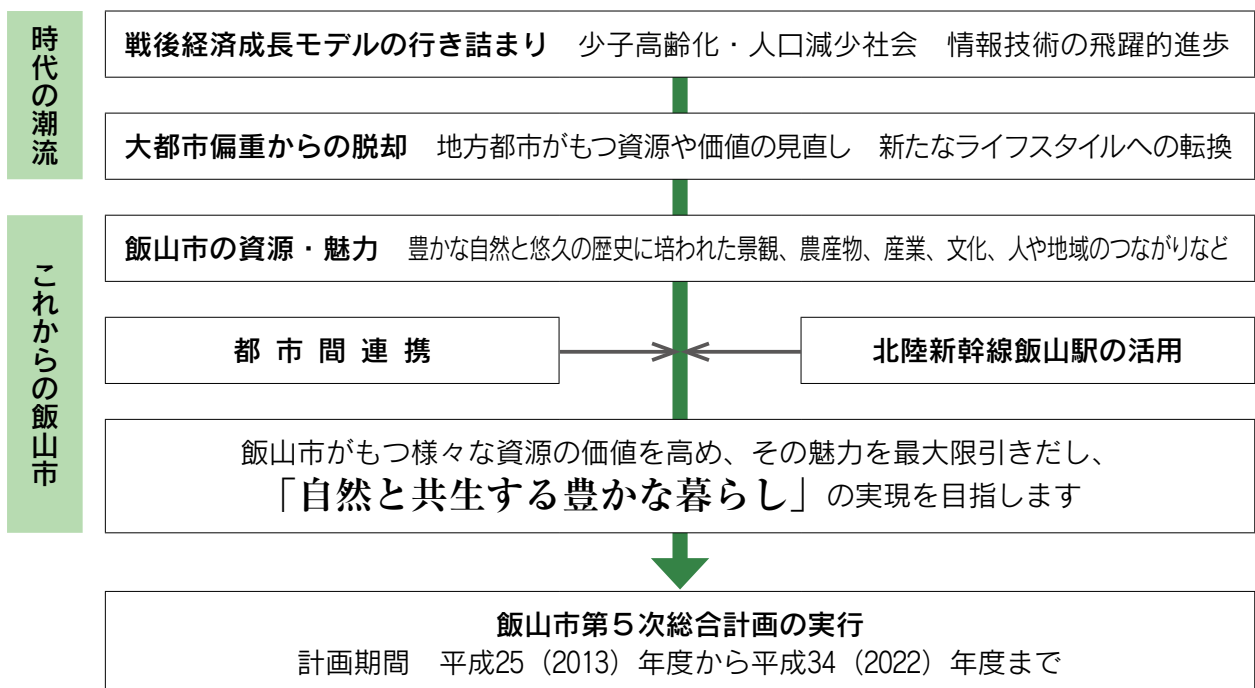 時代の潮流
戦後経済成長モデルの行き詰まり　少子高齢化・人口減少社会　情報技術の飛躍的進歩
大都市偏重からの脱却　地方都市がもつ資源や価値の見直し　新たなライフスタイルへの転換
これからの飯山市
飯山市の資源・魅力　豊かな自然と悠久の歴史に培われた景観、農産物、産業、文化、人や地域のつながりなど
都市間連携
北陸新幹線飯山駅の活用
飯山市がもつ様々な資源の価値を高め、その魅力を最大限引きだし、
「自然と共生する豊かな暮らし」の実現を目指します
飯山市第５次総合計画の実行
計画期間　平成25（2013）年度から平成34（2022）年度まで